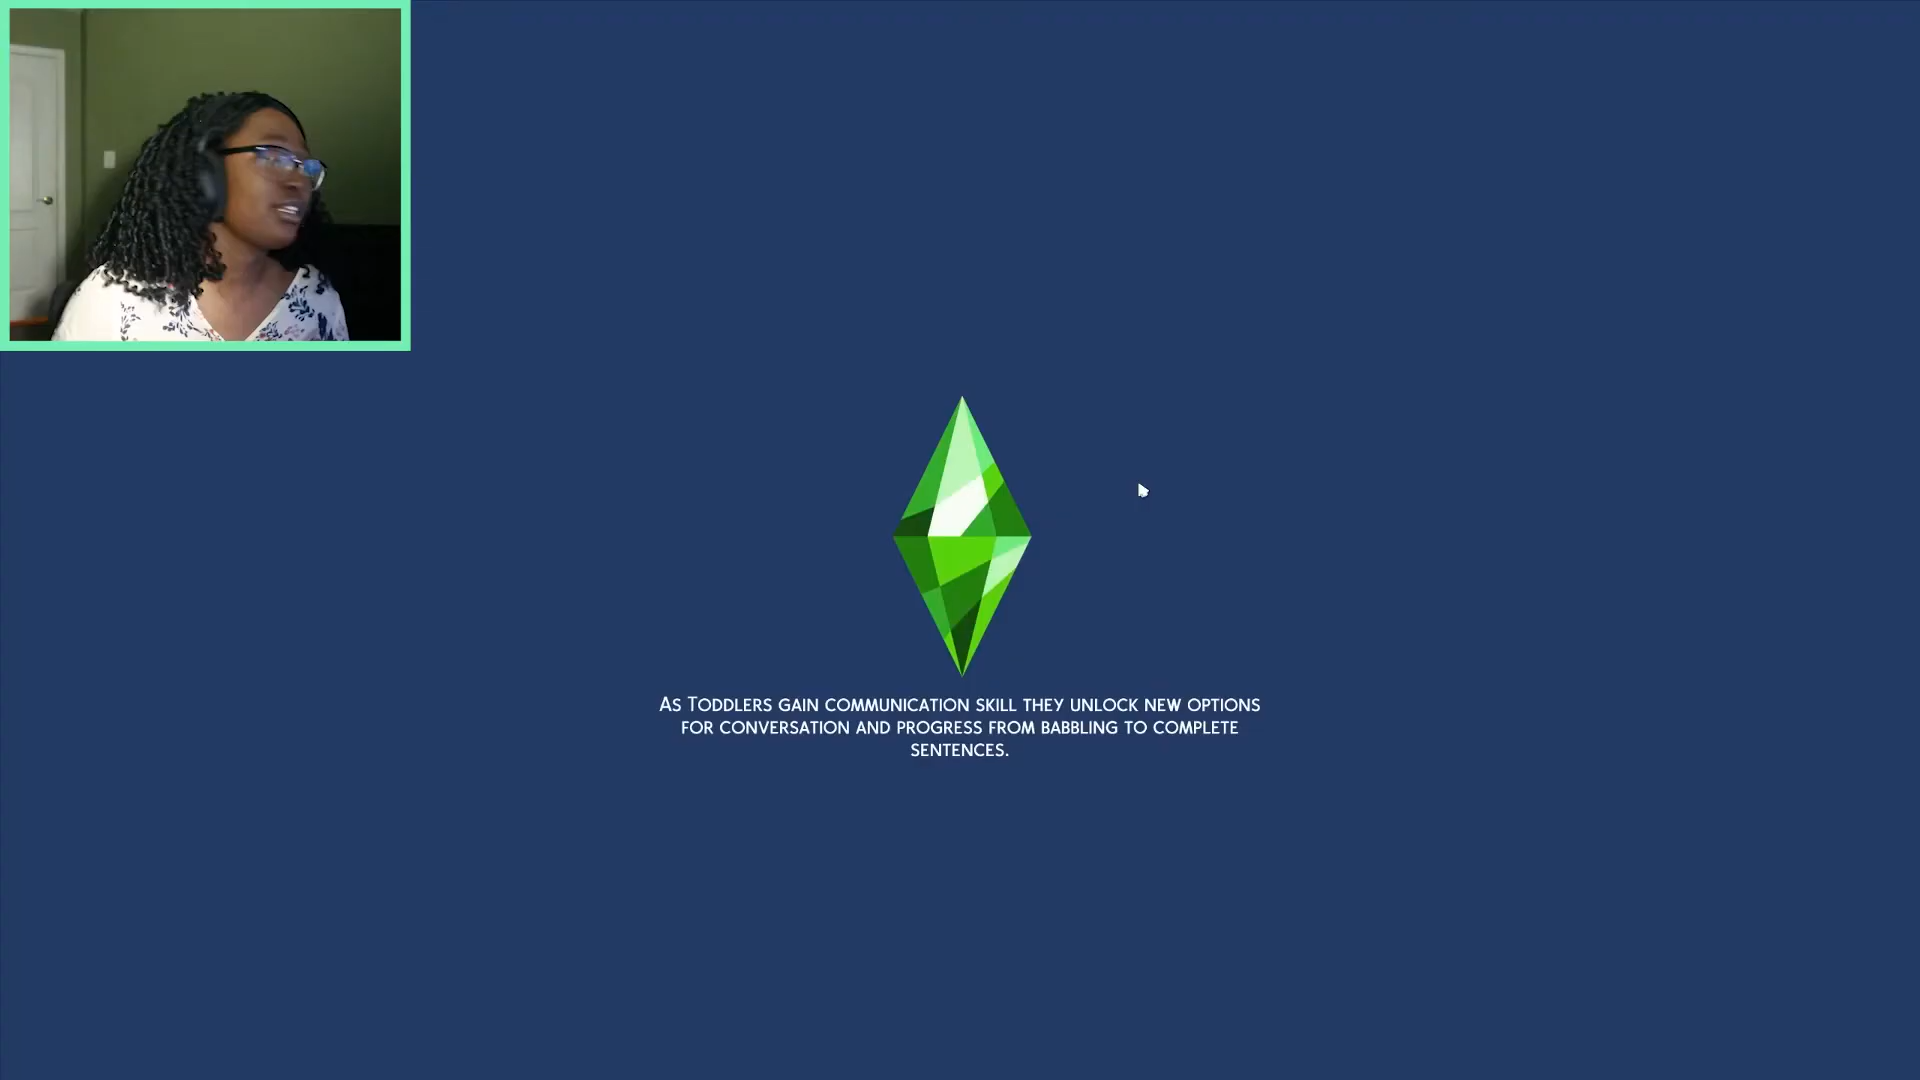 As Toddlers gain communication skill they unlock new options
for conversation and progress from babbling to complete
sentences.